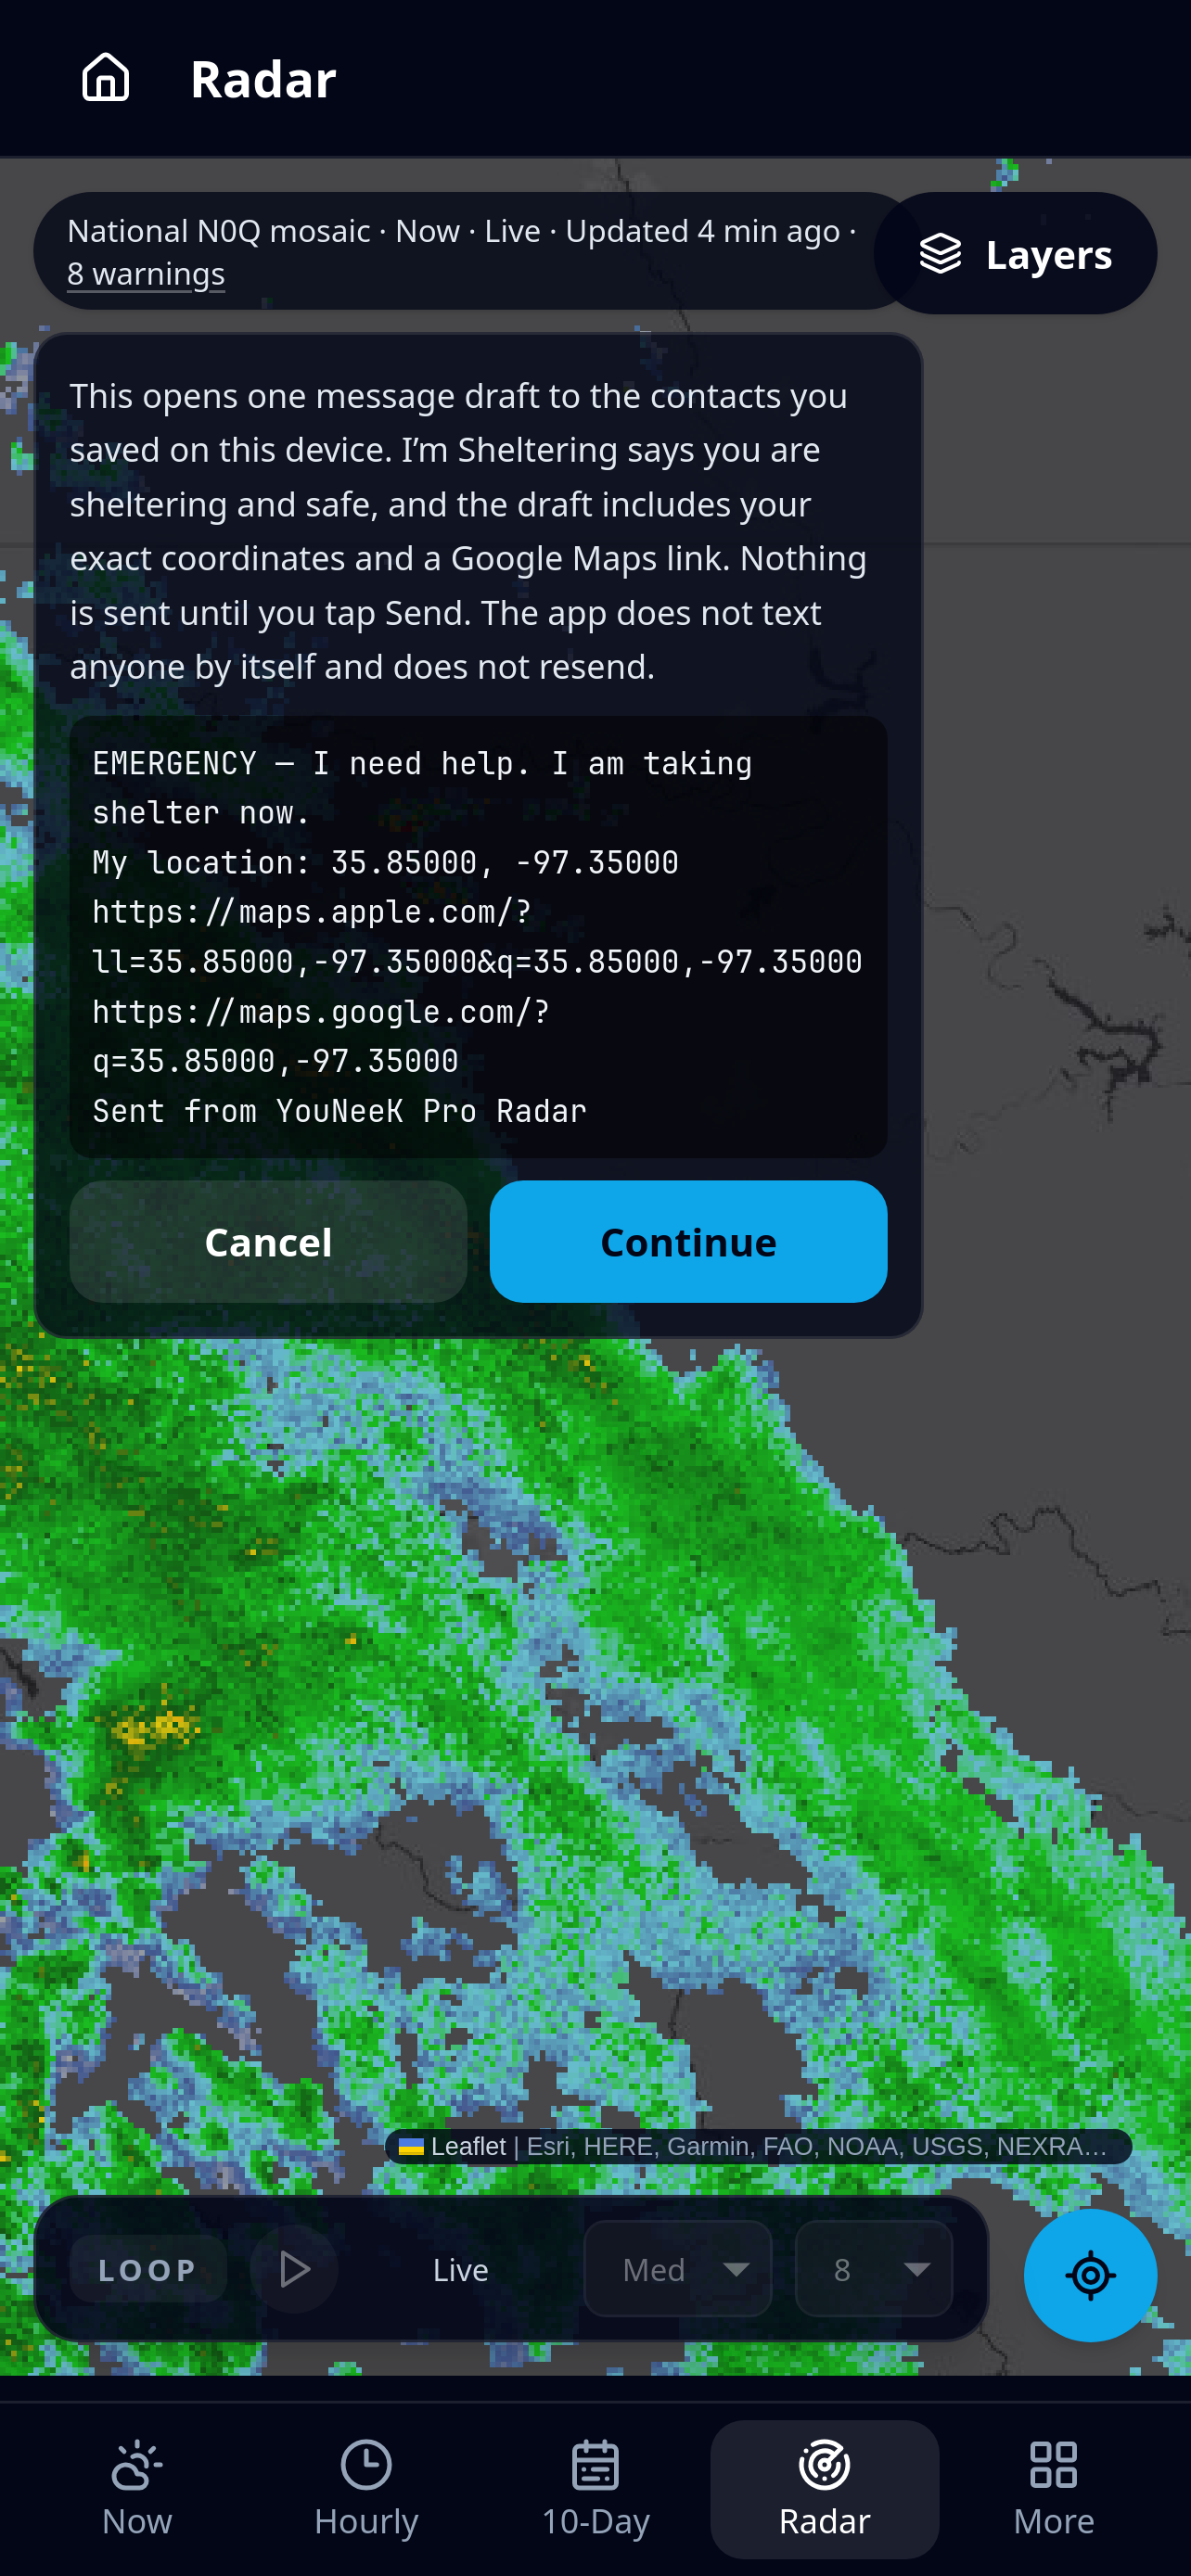 Radar
National N0Q mosaic · Now · Live · Updated 4 min ago ·
8 warnings
Layers
This opens one message draft to the contacts you
saved on this device. I’m Sheltering says you are
sheltering and safe, and the draft includes your
exact coordinates and a Google Maps link. Nothing
is sent until you tap Send. The app does not text
anyone by itself and does not resend.
EMERGENCY — I need help. I am taking
shelter now.
My location: 35.85000, -97.35000
https://maps.apple.com/?
ll=35.85000,-97.35000&q=35.85000,-97.35000
https://maps.google.com/?
q=35.85000,-97.35000
Sent from YouNeeK Pro Radar
Cancel
Continue
Leaflet | Esri, HERE, Garmin, FAO, NOAA, USGS, NEXRA…
LOOP
Live
Med
8
Now
Hourly
10-Day
Radar
More